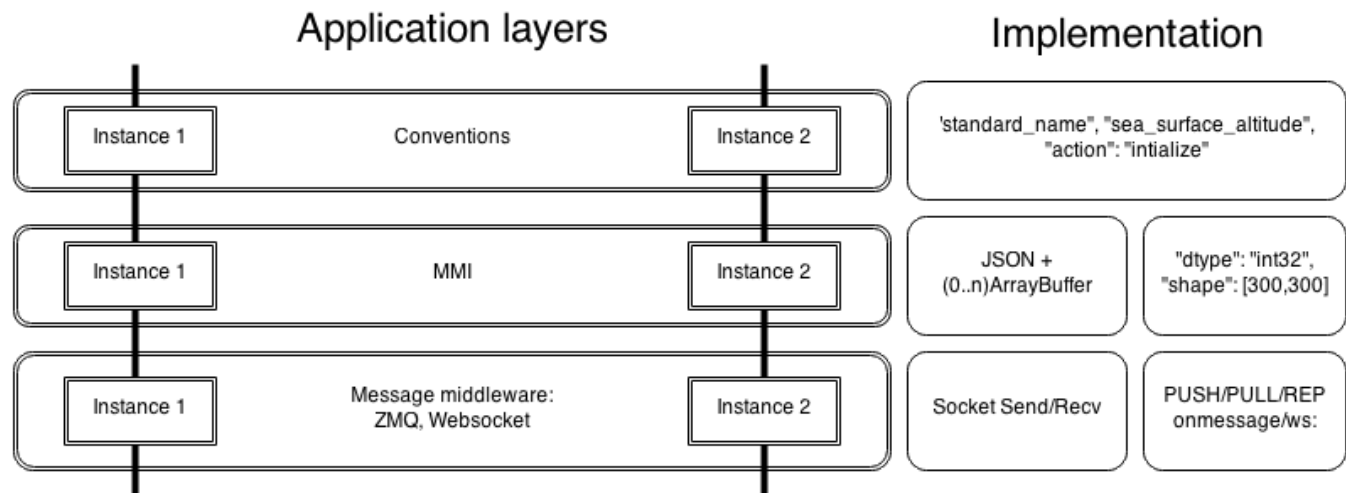 Application layers
Implementation
Instance 1
Conventions
Instance 2
'standard_name", "sea_surface_altitude",
"action": "intialize"
Instance 1
MMI
Instance 2
JSON +
(0..n)ArrayBuffer
"dtype": "int32",
"shape": [300,300]
Instance 1
Message middleware:
ZMQ, Websocket
Instance 2
Socket Send/Recv
PUSH/PULL/REP
onmessage/ws: